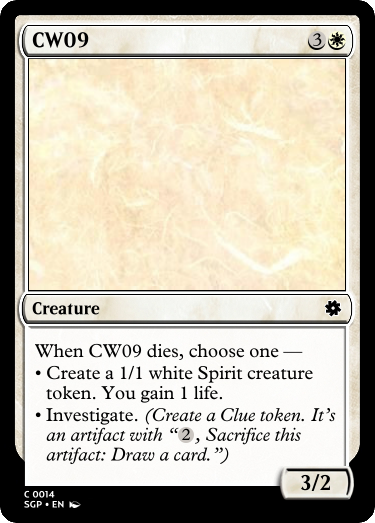 CW09 3
Creature
When CW09 dies, choose one —
• Create a 1/1 white Spirit creature
token. You gain 1 life.
• Investigate. (Create a Clue token. It's
an artifact with “2, Sacrifice this
artifact: Draw a card.”)
3/2
C 0014
SGP • EN